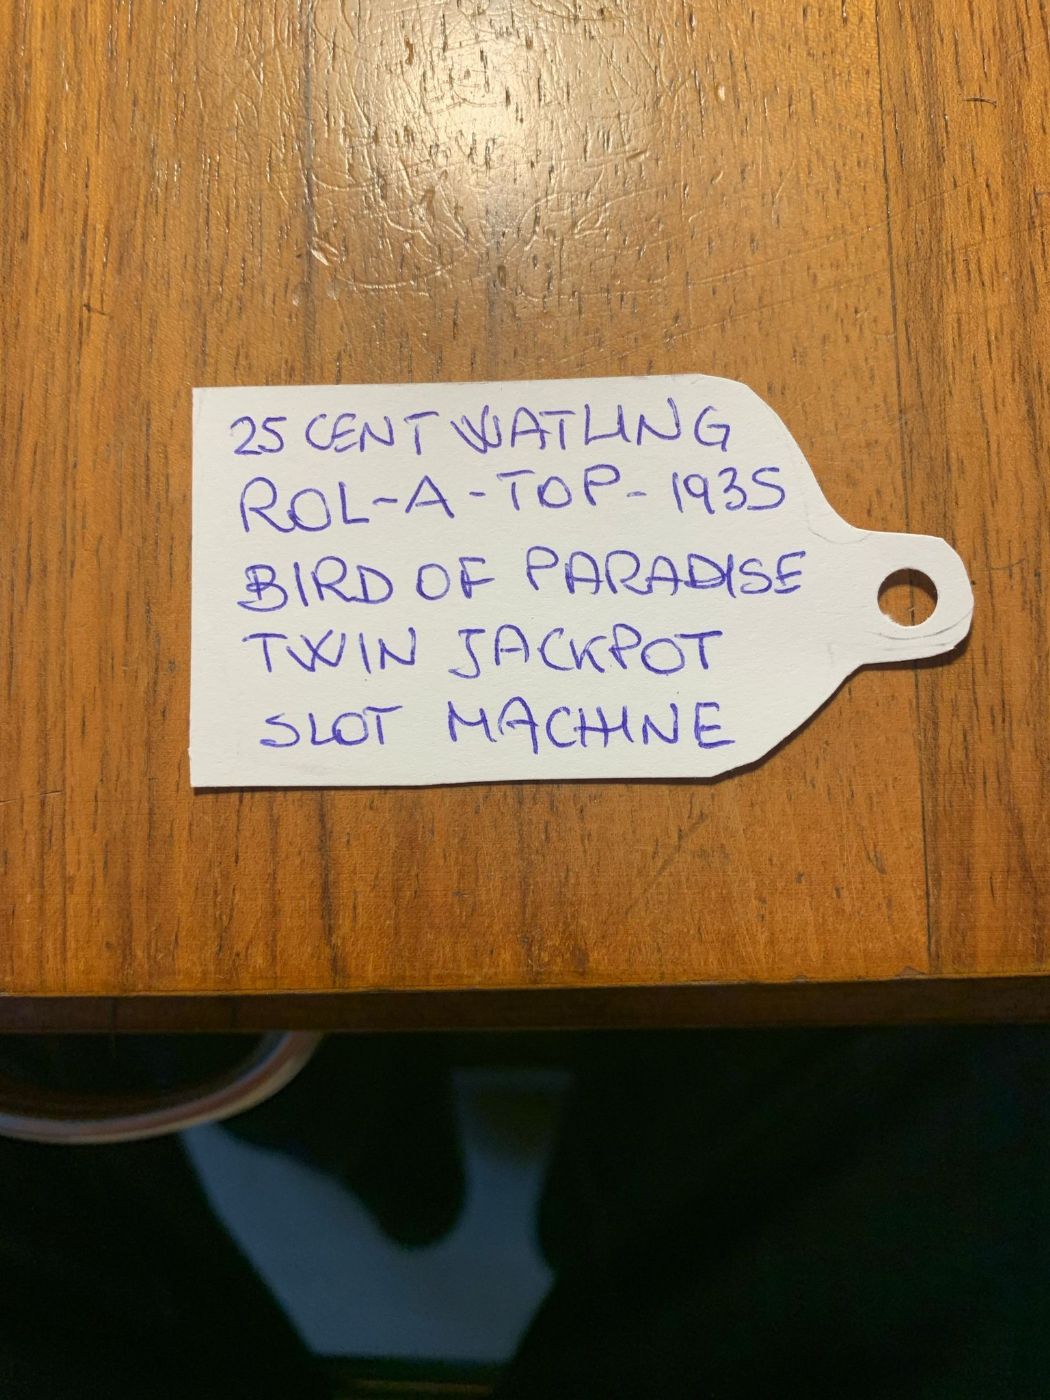 25 CENT WATLING
ROL-A-TOP-1935
BIRD OF PARADISE
TWIN JACKPOT
SLOT MACHINE